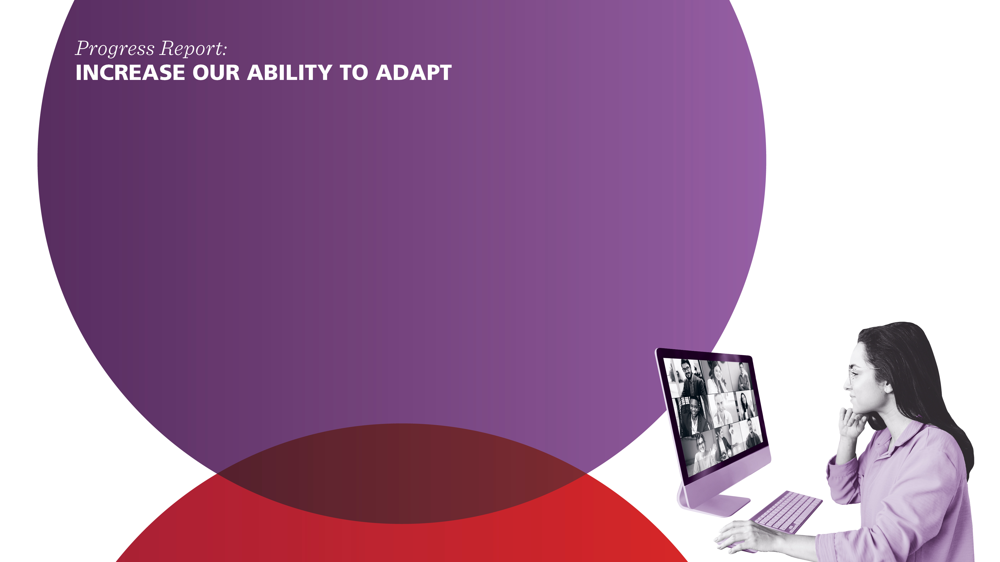 Progress Report:
INCREASE OUR ABILITY TO ADAPT